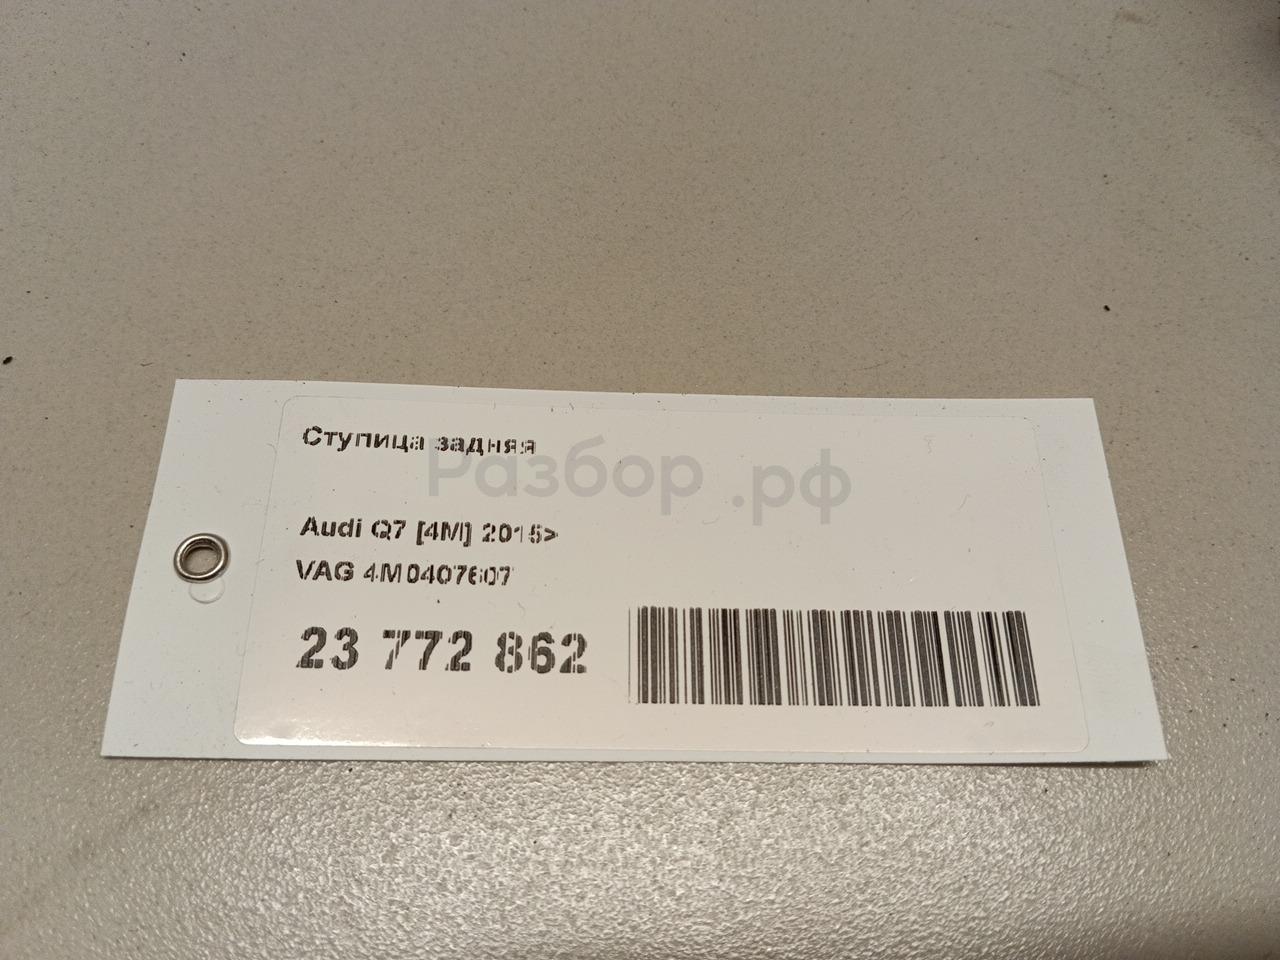 Ступица задняя
Разбор.рф
Audi Q7 [4M] 2015>
VAG 4M0407607
23 772 862